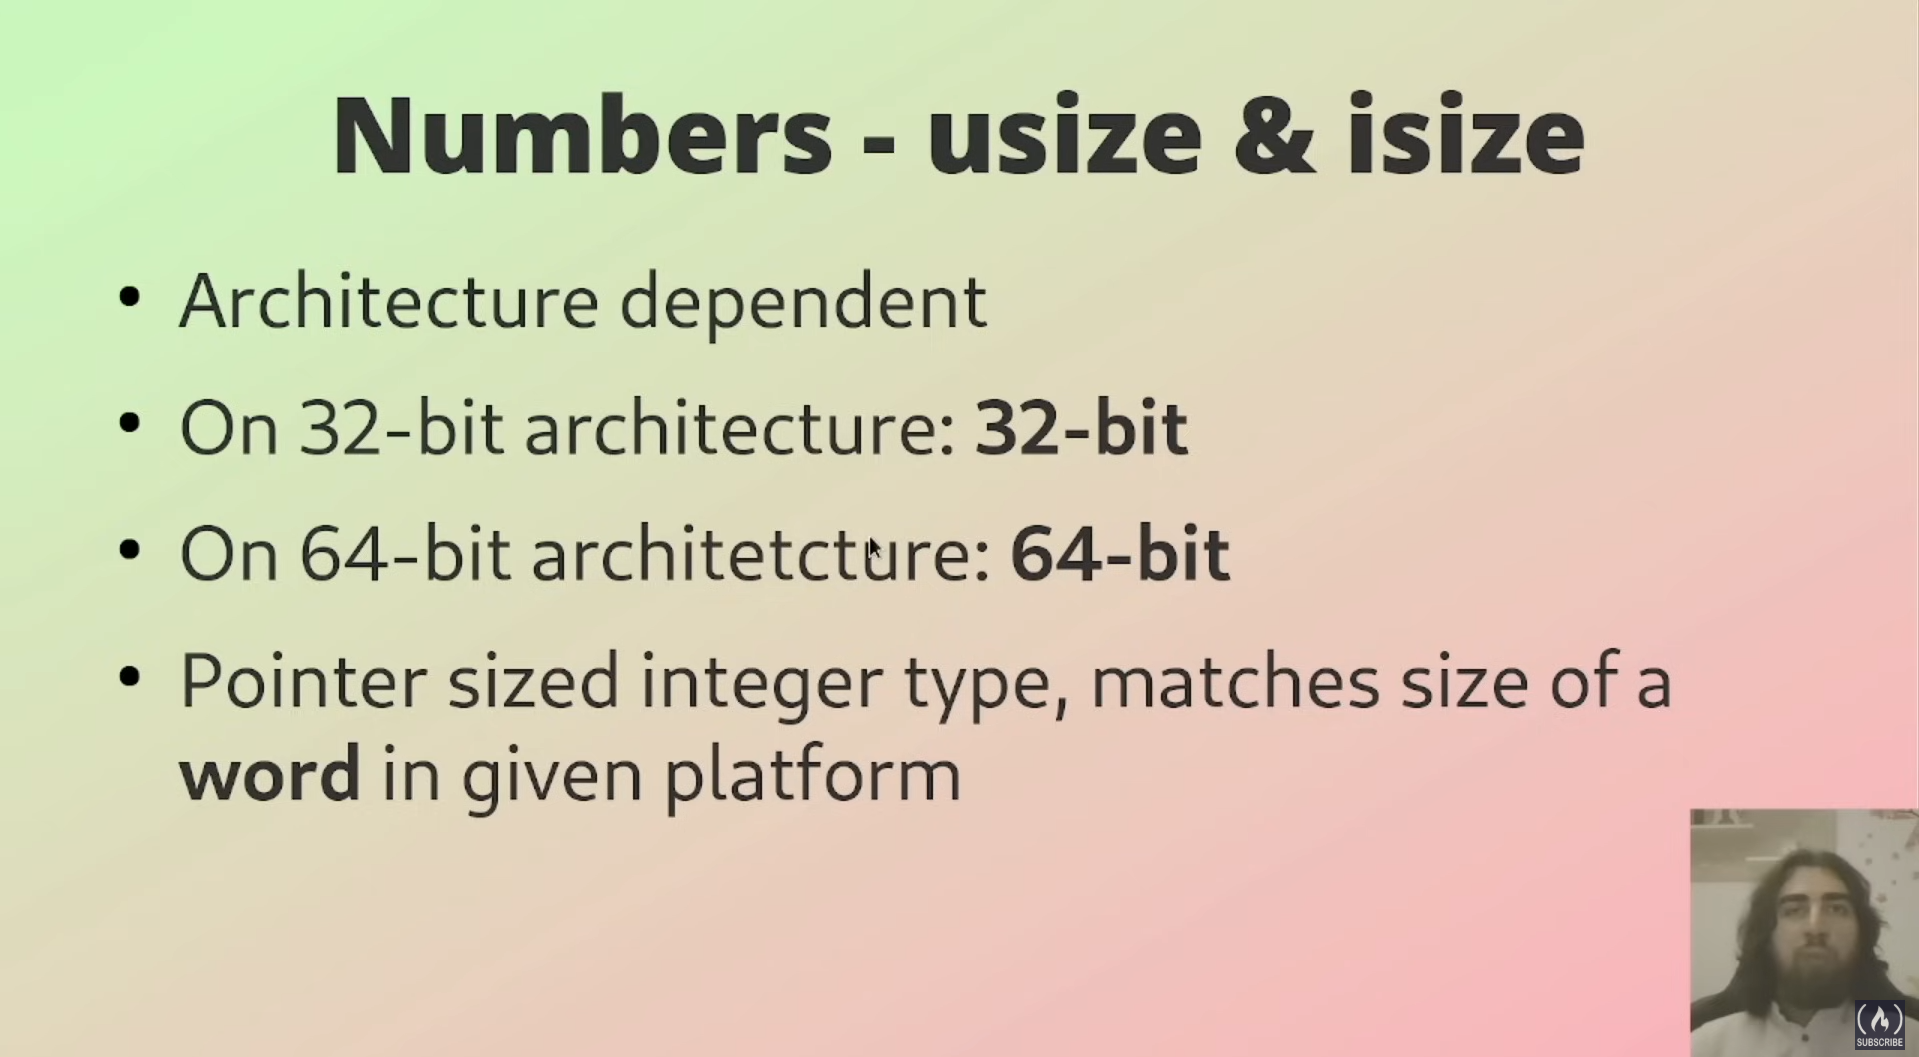 Numbers - usize & isize
• Architecture dependent
• On 32-bit architecture: 32-bit
• On 64-bit architetcture: 64-bit
• Pointer sized integer type, matches size of a
word in given platform
SUBSCRIBE